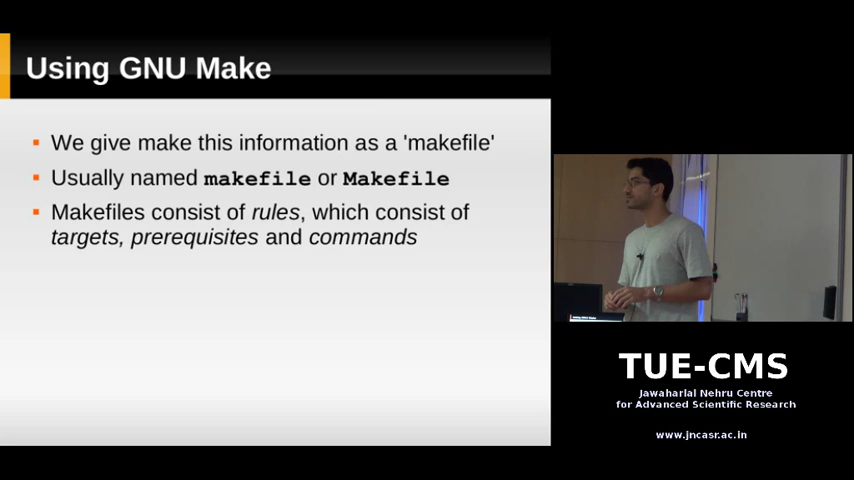 Using GNU Make
We give make this information as a 'makefile'
Usually named makefile or Makefile
Makefiles consist of rules, which consist of
targets, prerequisites and commands
TUE-CMS
Jawaharlal Nehru Centre
for Advanced Scientific Research
www.jncasr.ac.in